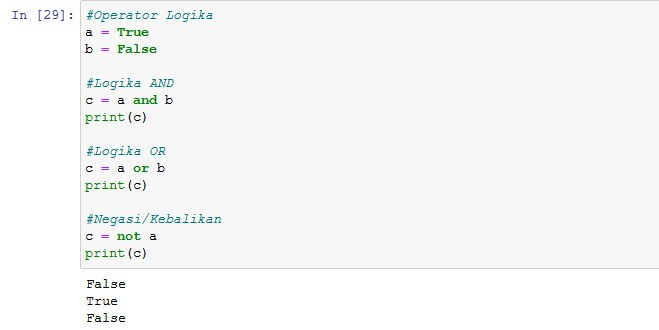 In [29]: #Operator Logika
a = True
b = False
#Logika AND
c = a and b
print(c)
#Logika OR
c = a or b
print(c)
#Negasi/Kebalikan
c = not a
print(c)
False
True
False